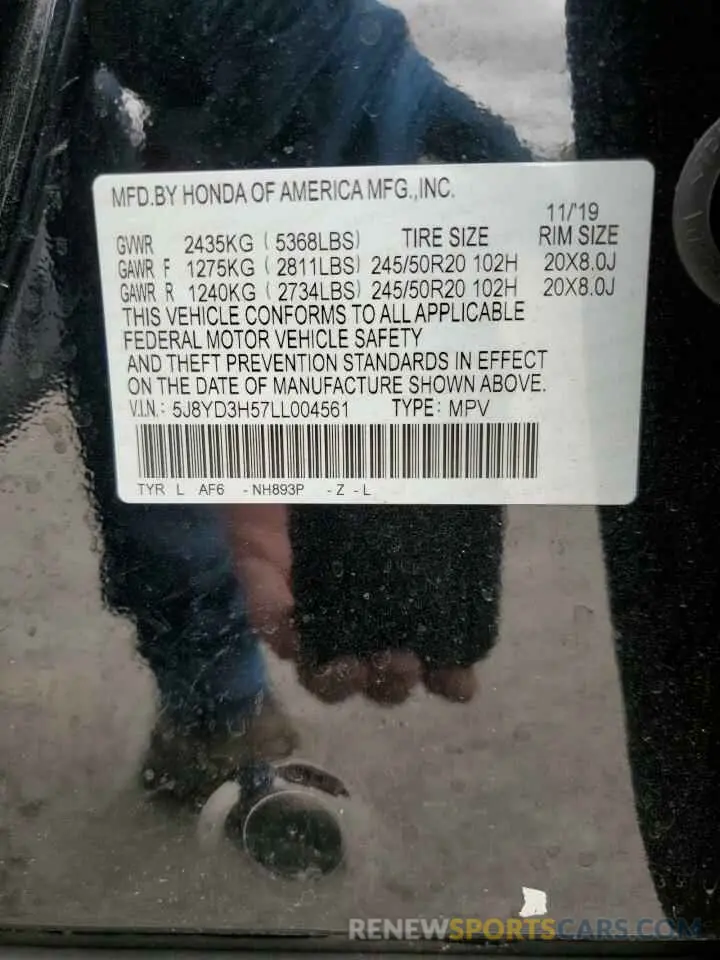 MFD.BY HONDA OF AMERICA MFG.,INC.
11/'19
GVWR 2435KG (5368LBS) TIRE SIZE RIM SIZE
GAWR F 1275KG (2811LBS) 245/50R20 102H 20X8.0J
GAWR R 1240KG (2734LBS) 245/50R20 102H 20X8.0J
THIS VEHICLE CONFORMS TO ALL APPLICABLE
FEDERAL MOTOR VEHICLE SAFETY
AND THEFT PREVENTION STANDARDS IN EFFECT
ON THE DATE OF MANUFACTURE SHOWN ABOVE.
V.I.N.: 5J8YD3H57LL004561 TYPE: MPV
TYR L AF6 -NH893P -Z -L
RENEWSPORTSCARS.COM